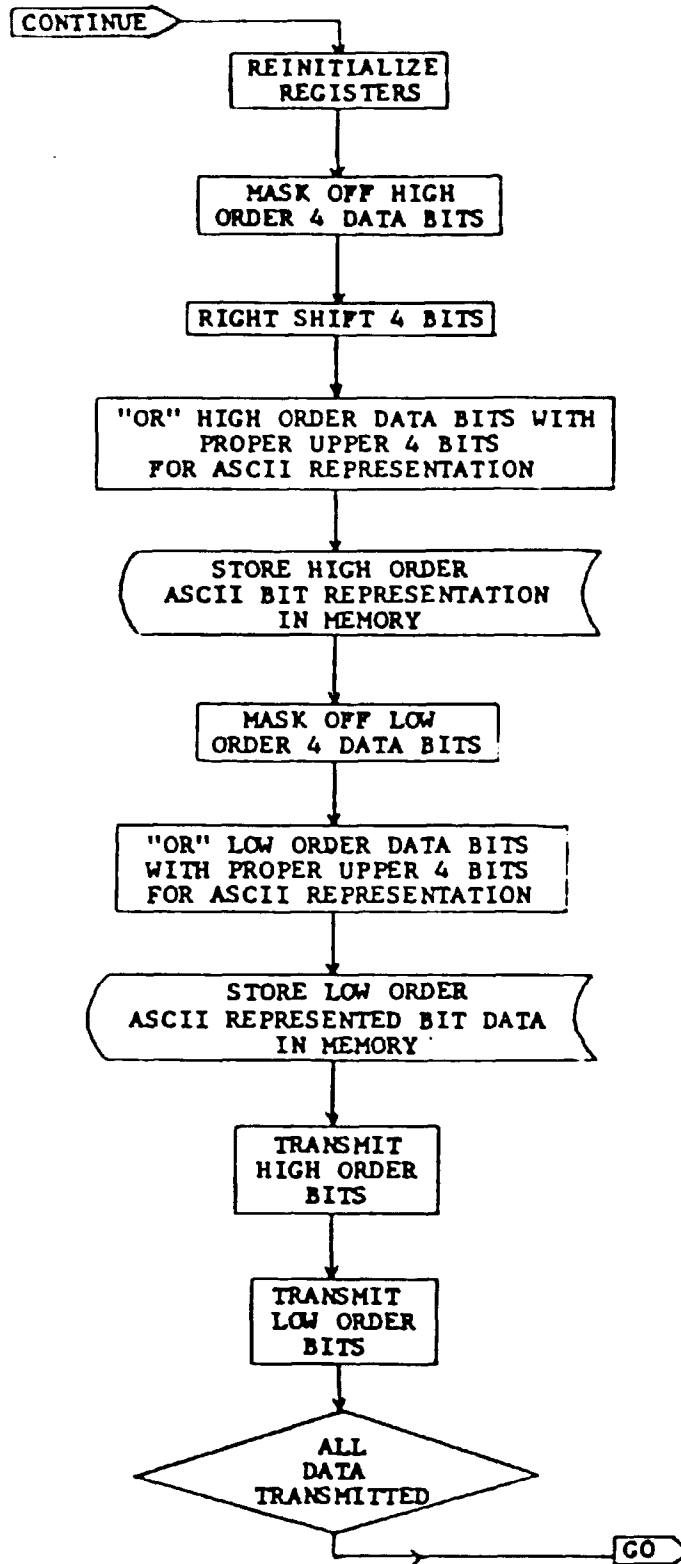 CONTINUE
REINITIALIZE
REGISTERS
MASK OFF HIGH
ORDER 4 DATA BITS
RIGHT SHIFT 4 BITS
"OR" HIGH ORDER DATA BITS WITH
PROPER UPPER 4 BITS
FOR ASCII REPRESENTATION
STORE HIGH ORDER
ASCII BIT REPRESENTATION
IN MEMORY
MASK OFF LOW
ORDER 4 DATA BITS
"OR" LOW ORDER DATA BITS
WITH PROPER UPPER 4 BITS
FOR ASCII REPRESENTATION
STORE LOW ORDER
ASCII REPRESENTED BIT DATA
IN MEMORY
TRANSMIT
HIGH ORDER
BITS
TRANSMIT
LOW ORDER
BITS
ALL
DATA
TRANSMITTED
GO